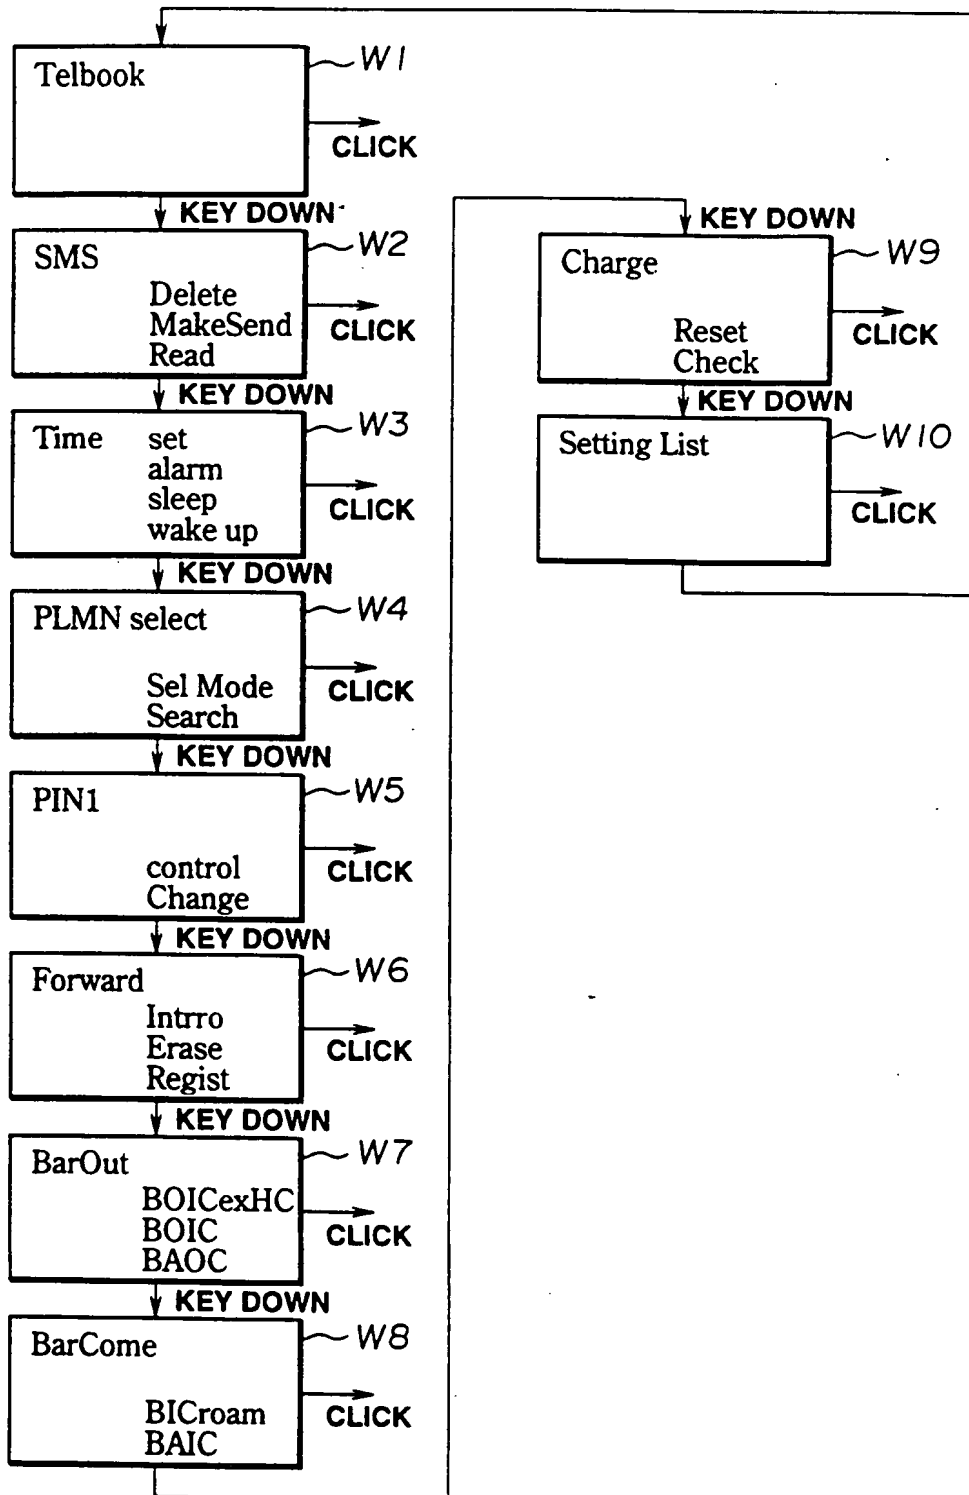 Telbook
W1
CLICK
KEY DOWN
SMS
W2
Delete
MakeSend
Read
CLICK
KEY DOWN
Time set
W3
alarm
sleep
wake up
CLICK
KEY DOWN
PLMN select
W4
Sel Mode
Search
CLICK
KEY DOWN
PIN1
W5
control
Change
CLICK
KEY DOWN
Forward
W6
Intrro
Erase
Regist
CLICK
KEY DOWN
BarOut
W7
BOICexHC
BOIC
BAOC
CLICK
KEY DOWN
BarCome
W8
BICroam
BAIC
CLICK
KEY DOWN
Charge
W9
Reset
Check
CLICK
KEY DOWN
Setting List
W10
CLICK